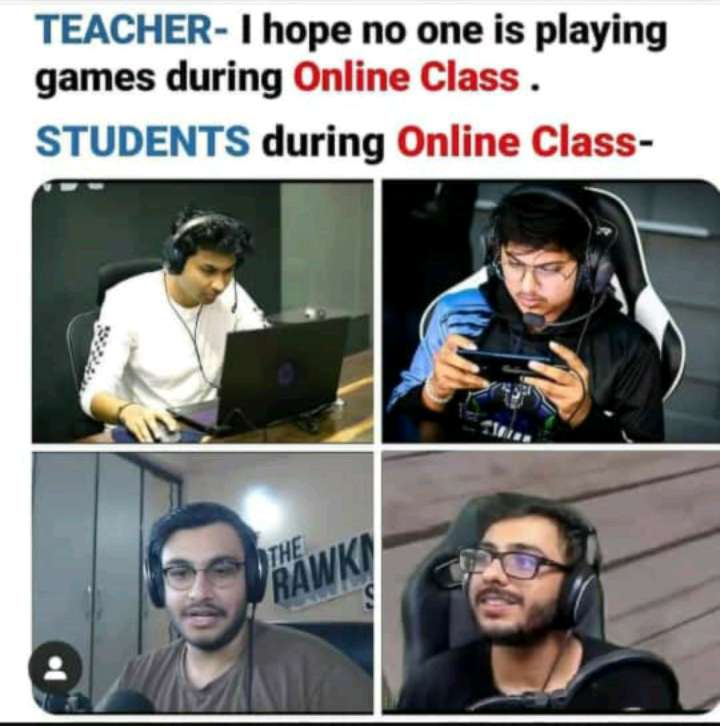 TEACHER- I hope no one is playing
games during Online Class .
STUDENTS during Online Class-
THE
RAWKN
S